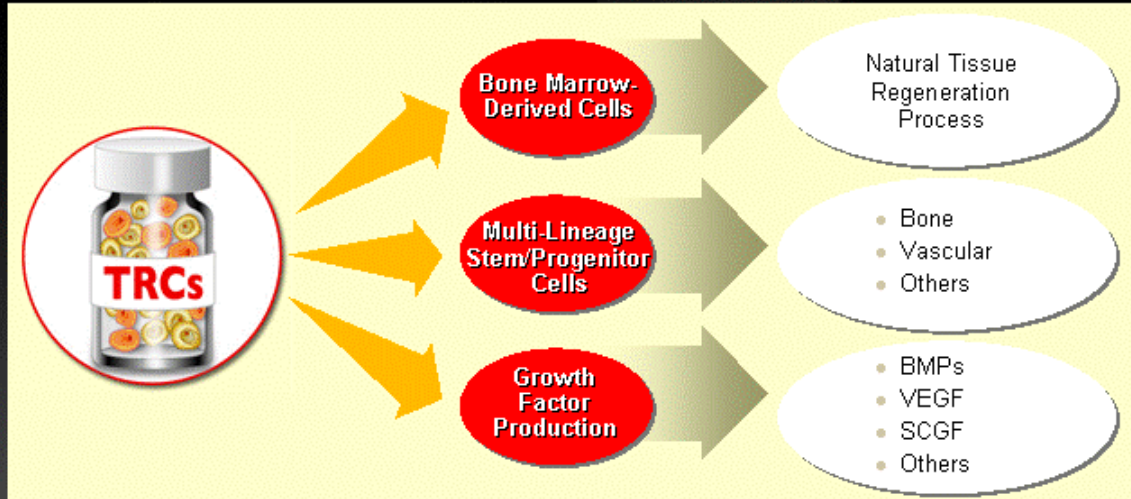 TRCs
Bone Marrow-
Derived Cells
Natural Tissue
Regeneration
Process
Multi-Lineage
Stem/Progenitor
Cells
Bone
Vascular
Others
Growth
Factor
Production
BMPs
VEGF
SCGF
Others